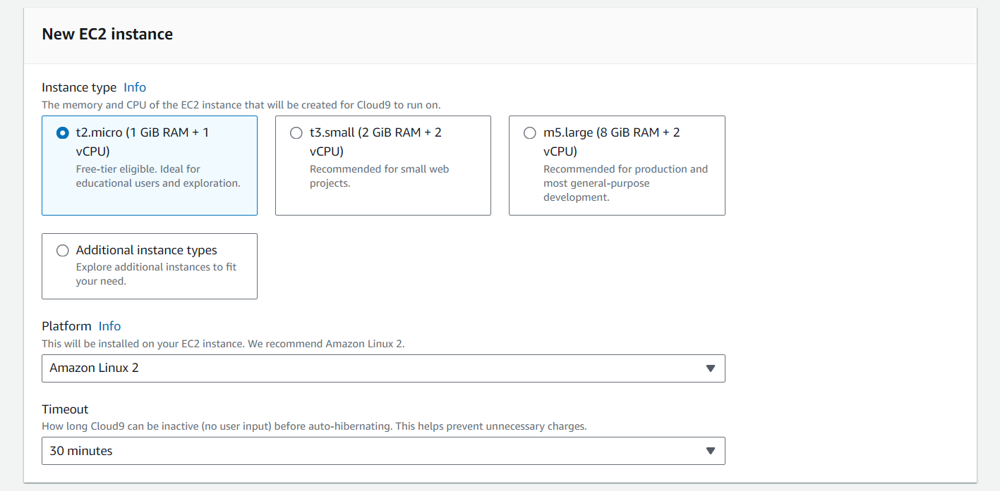 New EC2 instance
Instance type Info
The memory and CPU of the EC2 instance that will be created for Cloud9 to run on.
t2.micro (1 GiB RAM + 1
vCPU)
Free-tier eligible. Ideal for
educational users and exploration.
t3.small (2 GiB RAM + 2
vCPU)
Recommended for small web
projects.
m5.large (8 GiB RAM + 2
vCPU)
Recommended for production and
most general-purpose
development.
Additional instance types
Explore additional instances to fit
your need.
Platform Info
This will be installed on your EC2 instance. We recommend Amazon Linux 2.
Amazon Linux 2
Timeout
How long Cloud9 can be inactive (no user input) before auto-hibernating. This helps prevent unnecessary charges.
30 minutes